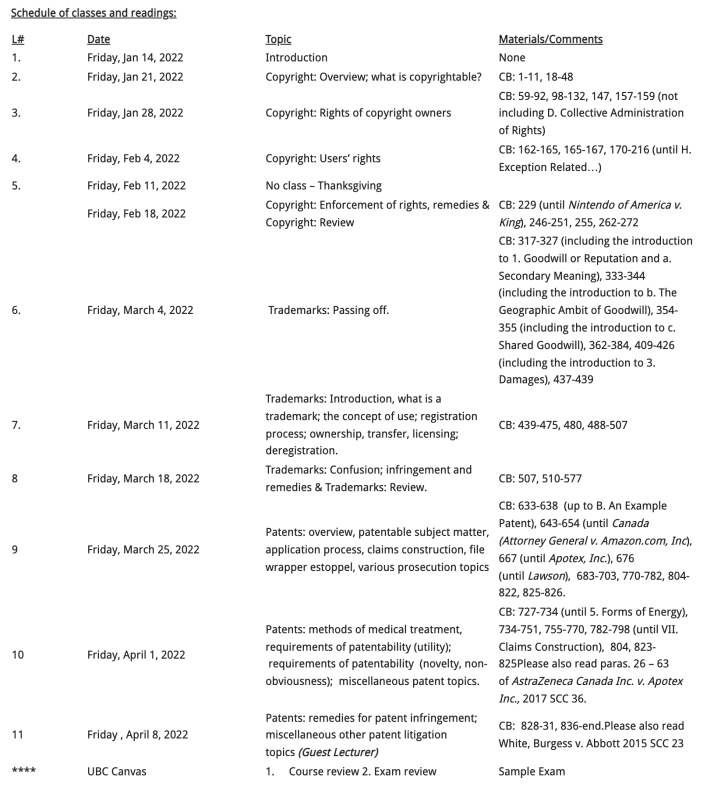 Schedule of classes and readings:
L# Date Topic Materials/Comments
1. Friday, Jan 14, 2022 Introduction None
2. Friday, Jan 21, 2022 Copyright: Overview; what is copyrightable? CB: 1-11, 18-48
3. Friday, Jan 28, 2022 Copyright: Rights of copyright owners CB: 59-92, 98-132, 147, 157-159 (not
including D. Collective Administration
of Rights)
4. Friday, Feb 4, 2022 Copyright: Users' rights CB: 162-165, 165-167, 170-216 (until H.
Exception Related…)
5. Friday, Feb 11, 2022 No class – Thanksgiving
Friday, Feb 18, 2022 Copyright: Enforcement of rights, remedies &
Copyright: Review
CB: 229 (until Nintendo of America v.
King), 246-251, 255, 262-272
6. Friday, March 4, 2022 Trademarks: Passing off.
CB: 317-327 (including the introduction
to 1. Goodwill or Reputation and a.
Secondary Meaning), 333-344
(including the introduction to b. The
Geographic Ambit of Goodwill), 354-
355 (including the introduction to c.
Shared Goodwill), 362-384, 409-426
(including the introduction to 3.
Damages), 437-439
7. Friday, March 11, 2022
Trademarks: Introduction, what is a
trademark; the concept of use; registration
process; ownership, transfer, licensing;
deregistration.
CB: 439-475, 480, 488-507
8 Friday, March 18, 2022
Trademarks: Confusion; infringement and
remedies & Trademarks: Review.
CB: 507, 510-577
9 Friday, March 25, 2022
Patents: overview, patentable subject matter,
application process, claims construction, file
wrapper estoppel, various prosecution topics
CB: 633-638 (up to B. An Example
Patent), 643-654 (until Canada
(Attorney General v. Amazon.com, Inc),
667 (until Apotex, Inc.), 676
(until Lawson), 683-703, 770-782, 804-
822, 825-826.
10 Friday, April 1, 2022
Patents: methods of medical treatment,
requirements of patentability (utility);
requirements of patentability (novelty, non-
obviousness); miscellaneous patent topics.
CB: 727-734 (until 5. Forms of Energy),
734-751, 755-770, 782-798 (until VII.
Claims Construction), 804, 823-
825Please also read paras. 26 – 63
of AstraZeneca Canada Inc. v. Apotex
Inc., 2017 SCC 36.
11 Friday , April 8, 2022
Patents: remedies for patent infringement;
miscellaneous other patent litigation
topics (Guest Lecturer)
CB: 828-31, 836-end.Please also read
White, Burgess v. Abbott 2015 SCC 23
**** UBC Canvas 1. Course review 2. Exam review Sample Exam